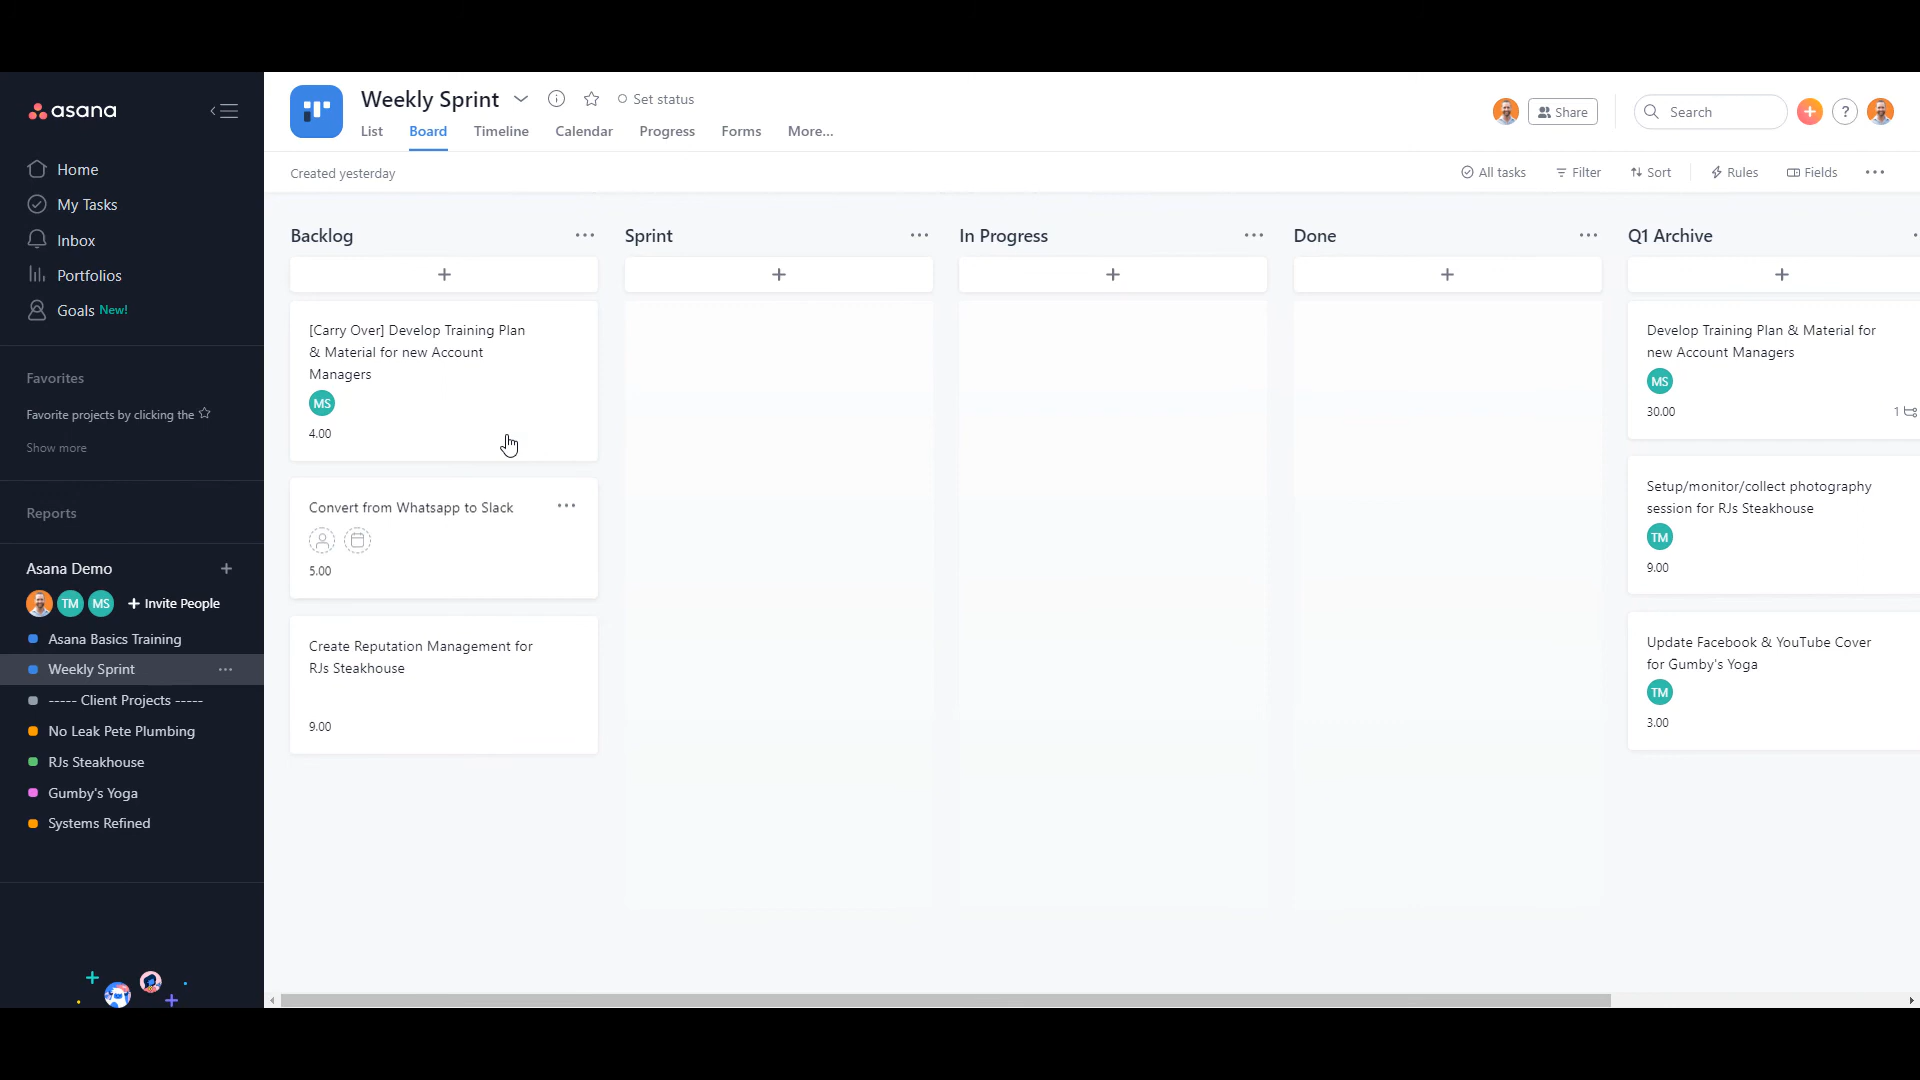 asana
Home
My Tasks
Inbox
Portfolios
Goals New!
Favorites
Favorite projects by clicking the
Show more
Reports
Asana Demo
TM MS Invite People
Asana Basics Training
Weekly Sprint
----- Client Projects -----
No Leak Pete Plumbing
RJs Steakhouse
Gumby's Yoga
Systems Refined
Weekly Sprint
Set status
List Board Timeline Calendar Progress Forms More...
Share
Search
?
Created yesterday
All tasks Filter Sort Rules Fields
Backlog
[Carry Over] Develop Training Plan
& Material for new Account
Managers
MS
4.00
Convert from Whatsapp to Slack
5.00
Create Reputation Management for
RJs Steakhouse
9.00
Sprint
In Progress
Done
Q1 Archive
Develop Training Plan & Material for
new Account Managers
MS
30.00
1
Setup/monitor/collect photography
session for RJs Steakhouse
TM
9.00
Update Facebook & YouTube Cover
for Gumby's Yoga
TM
3.00